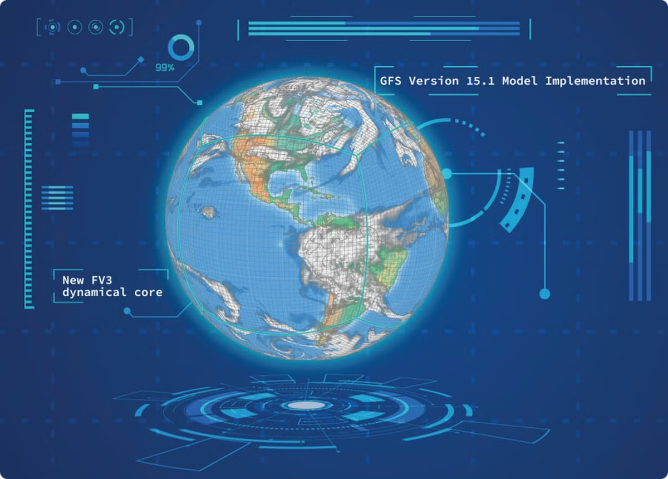 99%
GFS Version 15.1 Model Implementation
New FV3
dynamical core